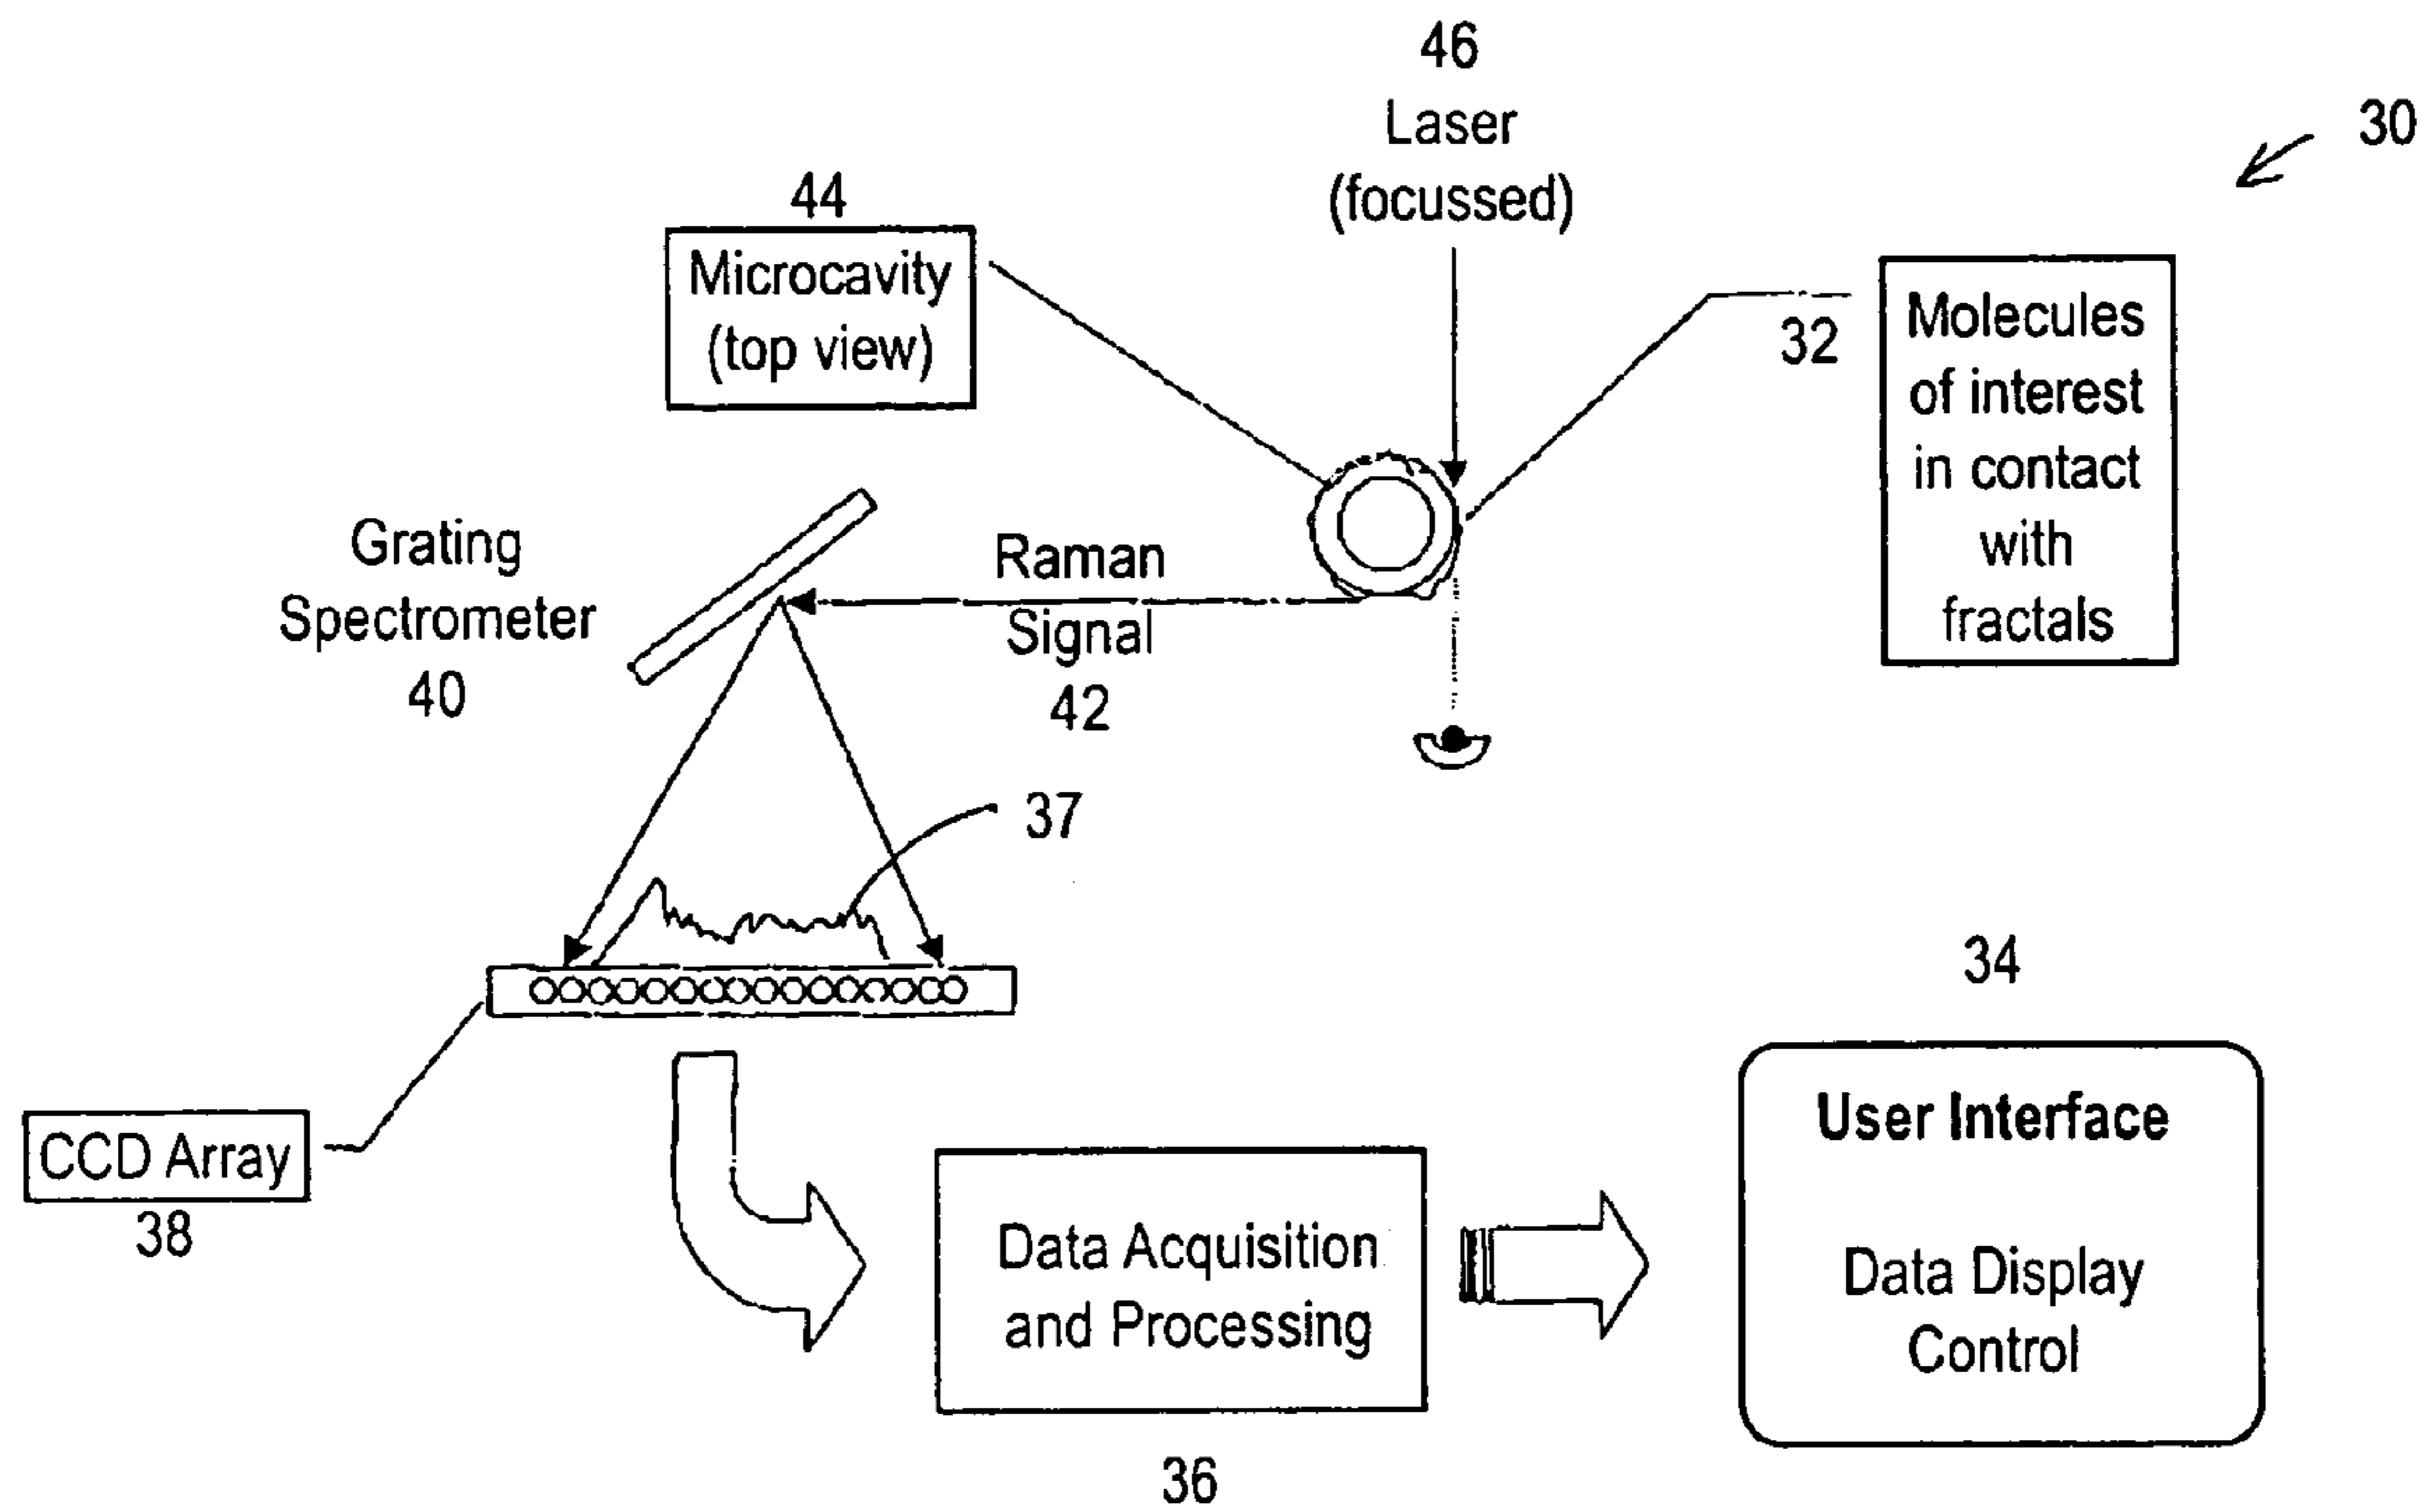 46
Laser
(focussed)
30
44
Microcavity
(top view)
32
Molecules
of interest
in contact
with
fractals
Grating
Spectrometer
40
Raman
Signal
42
37
34
User Interface
Data Display
Control
CCD Array
38
Data Acquisition
and Processing
36